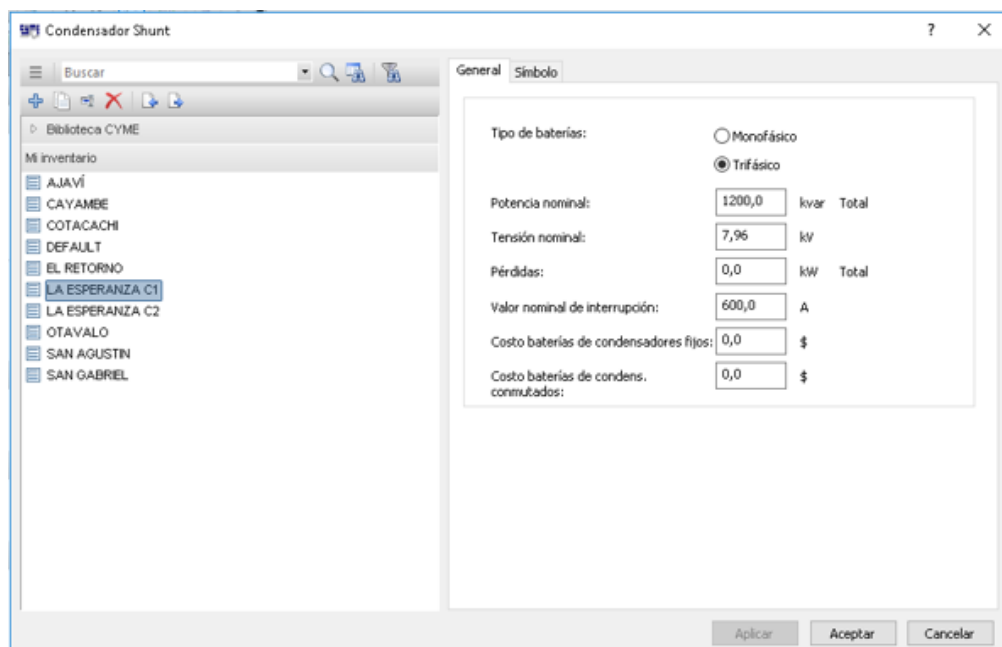 Condensador Shunt
?
Buscar
Biblioteca CYME
Mi inventario
AJAVÍ
CAYAMBE
COTACACHI
DEFAULT
EL RETORNO
LA ESPERANZA C1
LA ESPERANZA C2
OTAVALO
SAN AGUSTIN
SAN GABRIEL
General Símbolo
Tipo de baterías: Monofásico
Trifásico
Potencia nominal: 1200,0 kvar Total
Tensión nominal: 7,96 kV
Pérdidas: 0,0 kW Total
Valor nominal de interrupción: 600,0 A
Costo baterías de condensadores fijos: 0,0 $
Costo baterías de condens. conmutados: 0,0 $
Aplicar Aceptar Cancelar